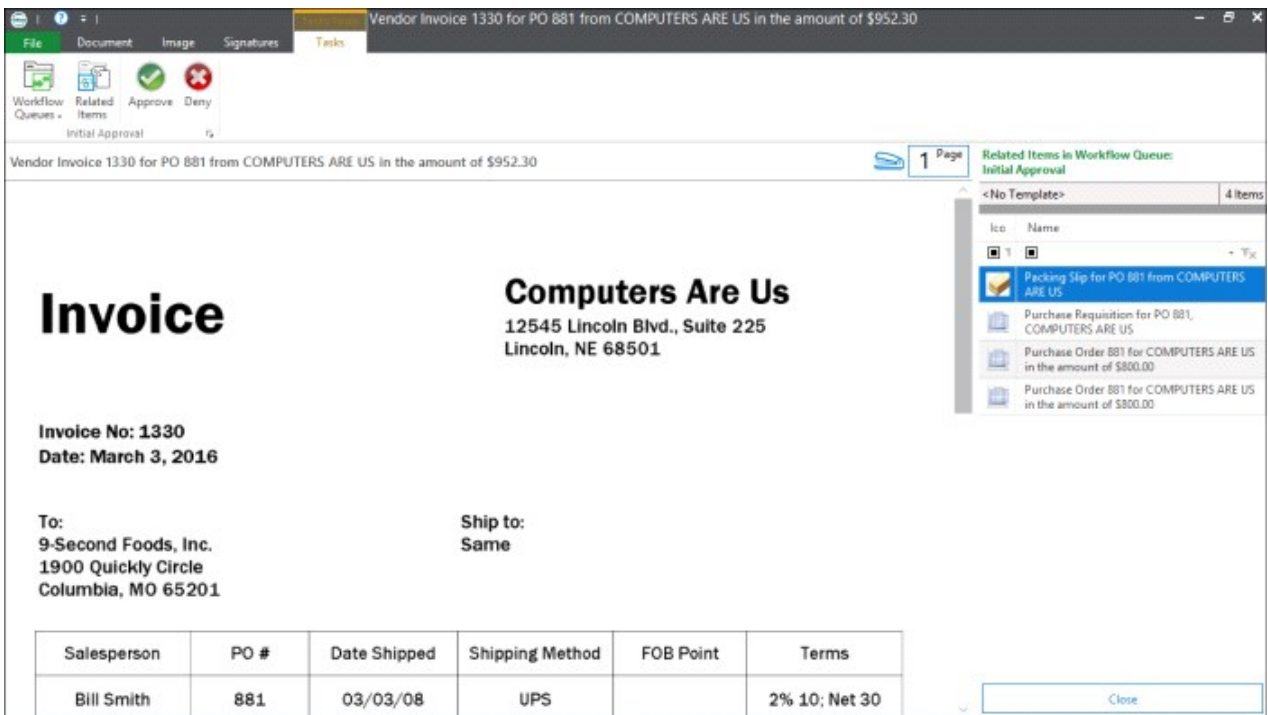 Vendor Invoice 1330 for PO 881 from COMPUTERS ARE US in the amount of $952.30
File Document Image Signatures Tasks
Workflow Queues Related Items Approve Deny
Initial Approval
Vendor Invoice 1330 for PO 881 from COMPUTERS ARE US in the amount of $952.30
1 Page
Invoice
Computers Are Us
12545 Lincoln Blvd., Suite 225
Lincoln, NE 68501
Invoice No: 1330
Date: March 3, 2016
To:
9-Second Foods, Inc.
1900 Quickly Circle
Columbia, MO 65201
Ship to:
Same
Salesperson PO # Date Shipped Shipping Method FOB Point Terms
Bill Smith 881 03/03/08 UPS 2% 10; Net 30
Related Items in Workflow Queue:
Initial Approval
<No Template> 4 Items
Ico Name
Packing Slip for PO 881 from COMPUTERS
ARE US
Purchase Requisition for PO 881,
COMPUTERS ARE US
Purchase Order 881 for COMPUTERS ARE US
in the amount of $800.00
Purchase Order 881 for COMPUTERS ARE US
in the amount of $800.00
Close